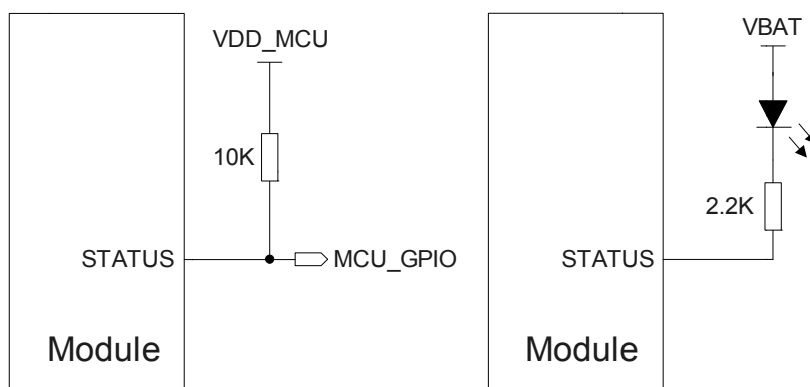 VDD_MCU
10K
STATUS
MCU_GPIO
Module
VBAT
2.2K
STATUS
Module